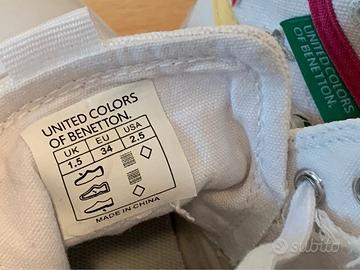 UNITED COLORS
OF BENETTON.
UK EU USA
1.5 34 2.5
MADE IN CHINA
UNITED COLORS
OF BENETTON.
subito